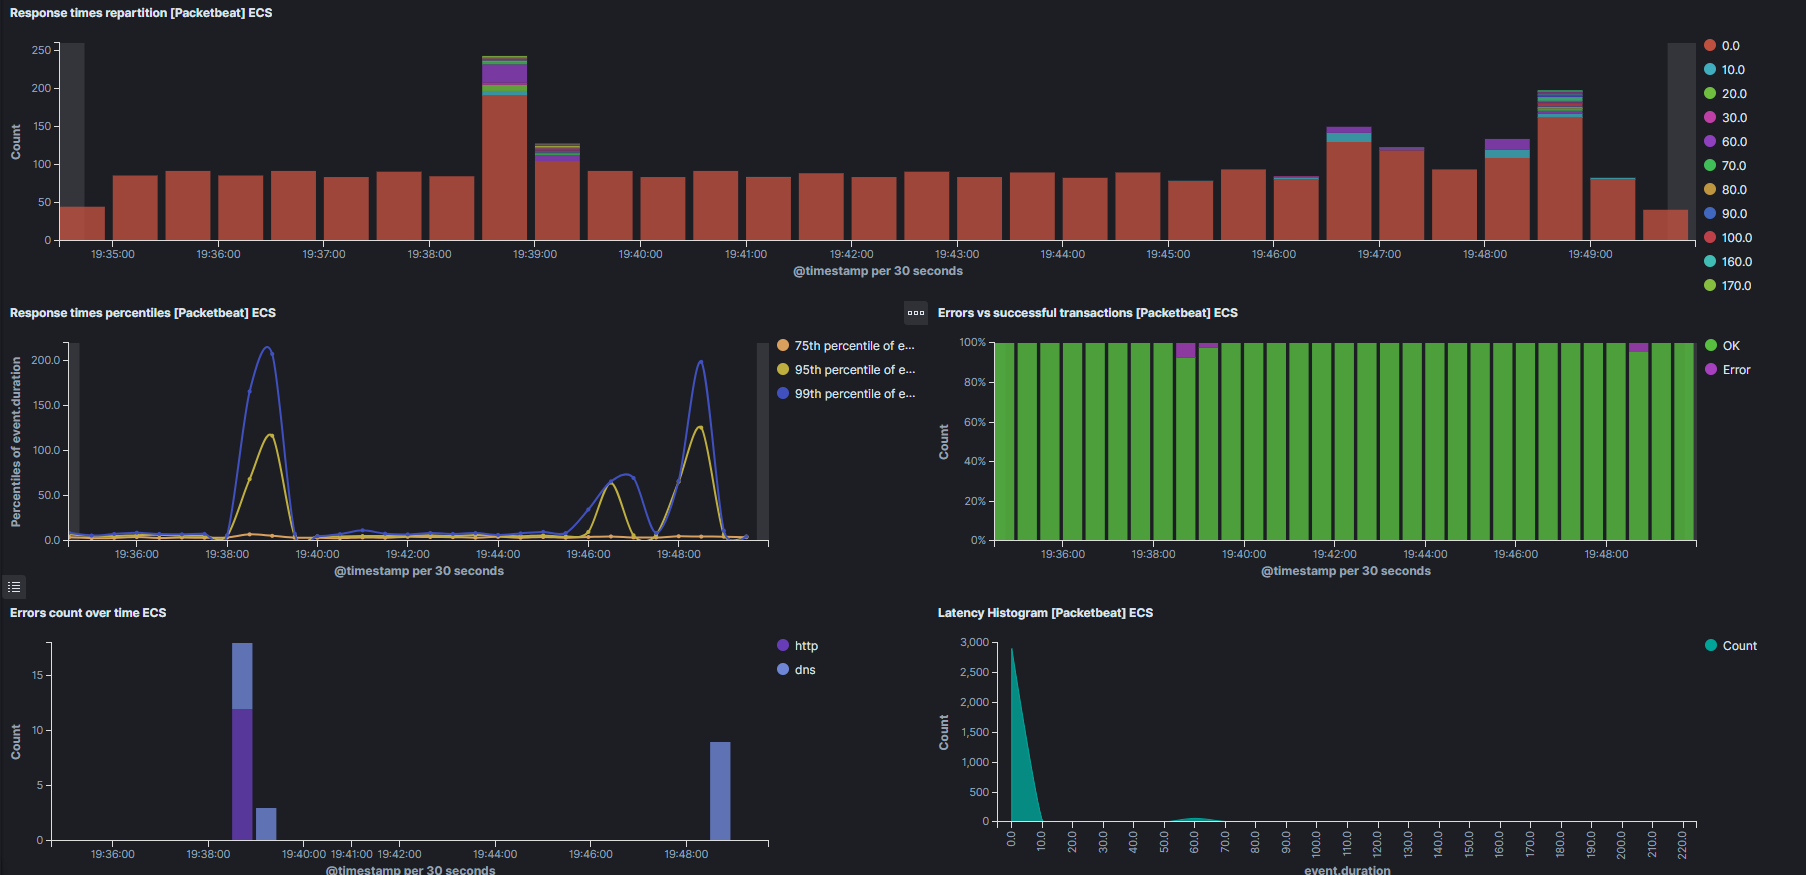 Response times repartition [Packetbeat] ECS
250
200
150
100
50
0
Count
19:35:00 19:36:00 19:37:00 19:38:00 19:39:00 19:40:00 19:41:00 19:42:00 19:43:00 19:44:00 19:45:00 19:46:00 19:47:00 19:48:00 19:49:00
@timestamp per 30 seconds
0.0
10.0
20.0
30.0
60.0
70.0
80.0
90.0
100.0
160.0
170.0
Response times percentiles [Packetbeat] ECS
200.0
150.0
100.0
50.0
0.0
Percentiles of event.duration
19:36:00 19:38:00 19:40:00 19:42:00 19:44:00 19:46:00 19:48:00
@timestamp per 30 seconds
75th percentile of e...
95th percentile of e...
99th percentile of e...
Errors vs successful transactions [Packetbeat] ECS
100%
80%
60%
40%
20%
0%
Count
19:36:00 19:38:00 19:40:00 19:42:00 19:44:00 19:46:00 19:48:00
@timestamp per 30 seconds
OK
Error
Errors count over time ECS
15
10
5
0
Count
19:36:00 19:38:00 19:40:00 19:41:00 19:42:00 19:44:00 19:46:00 19:48:00
@timestamp per 30 seconds
http
dns
Latency Histogram [Packetbeat] ECS
3,000
2,500
2,000
1,500
1,000
500
0
Count
0.0 10.0 20.0 30.0 40.0 50.0 60.0 70.0 80.0 90.0 100.0 110.0 120.0 130.0 140.0 150.0 160.0 170.0 180.0 190.0 200.0 210.0 220.0
event.duration
Count